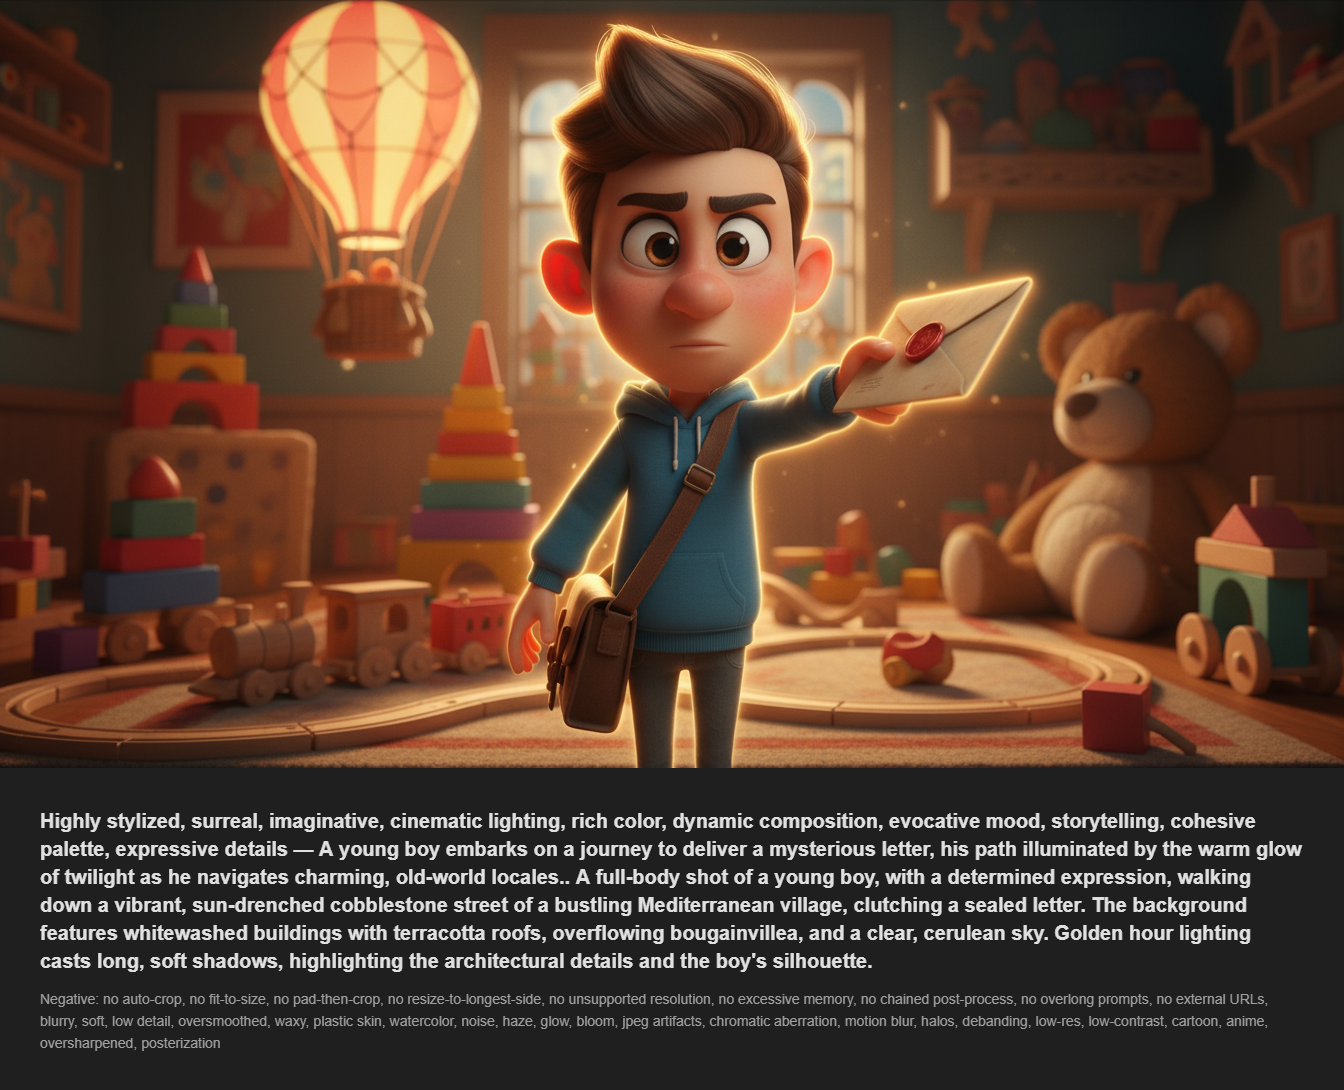 Highly stylized, surreal, imaginative, cinematic lighting, rich color, dynamic composition, evocative mood, storytelling, cohesive
palette, expressive details — A young boy embarks on a journey to deliver a mysterious letter, his path illuminated by the warm glow
of twilight as he navigates charming, old-world locales.. A full-body shot of a young boy, with a determined expression, walking
down a vibrant, sun-drenched cobblestone street of a bustling Mediterranean village, clutching a sealed letter. The background
features whitewashed buildings with terracotta roofs, overflowing bougainvillea, and a clear, cerulean sky. Golden hour lighting
casts long, soft shadows, highlighting the architectural details and the boy's silhouette.
Negative: no auto-crop, no fit-to-size, no pad-then-crop, no resize-to-longest-side, no unsupported resolution, no excessive memory, no chained post-process, no overlong prompts, no external URLs,
blurry, soft, low detail, oversmoothed, waxy, plastic skin, watercolor, noise, haze, glow, bloom, jpeg artifacts, chromatic aberration, motion blur, halos, debanding, low-res, low-contrast, cartoon, anime,
oversharpened, posterization